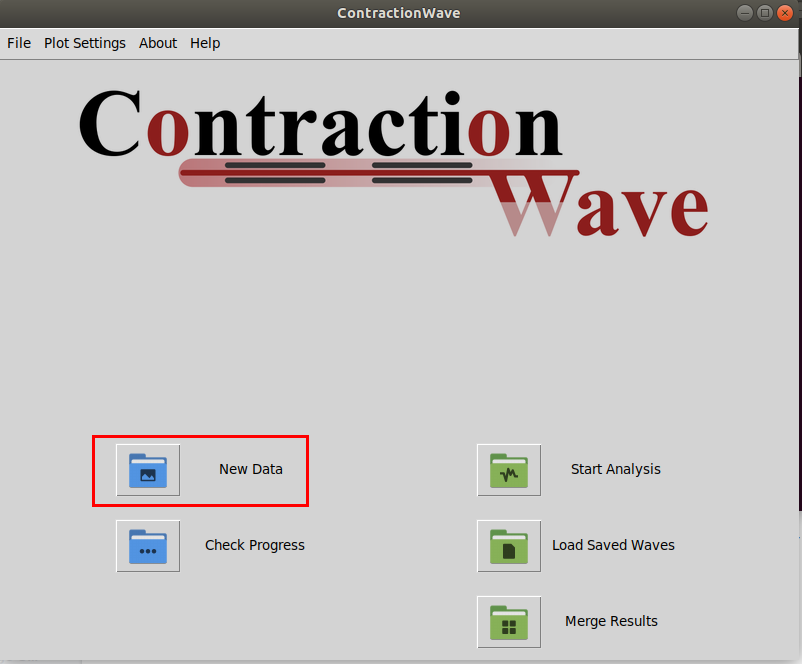 ContractionWave
File Plot Settings About Help
Contraction
Wave
New Data
Start Analysis
Check Progress
Load Saved Waves
Merge Results